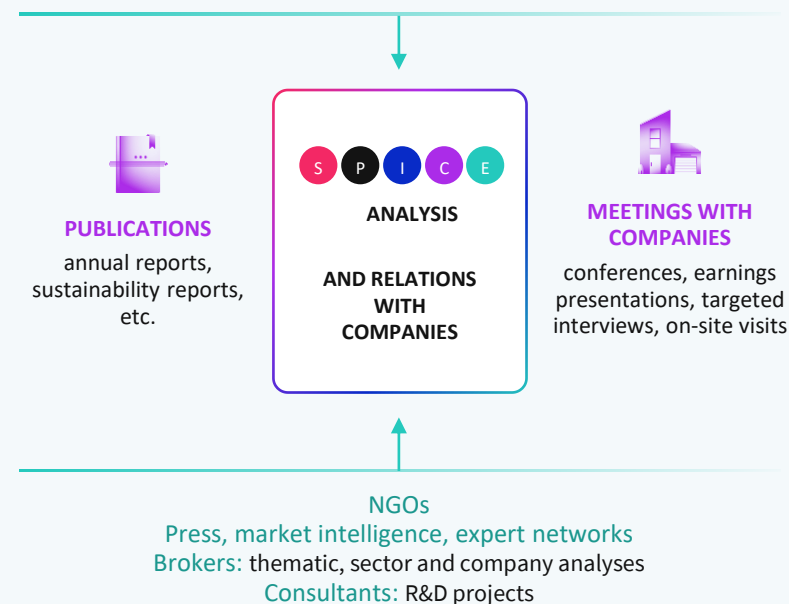 S P I C E
ANALYSIS
AND RELATIONS
WITH
COMPANIES
PUBLICATIONS
annual reports,
sustainability reports,
etc.
MEETINGS WITH
COMPANIES
conferences, earnings
presentations, targeted
interviews, on-site visits
NGOs
Press, market intelligence, expert networks
Brokers: thematic, sector and company analyses
Consultants: R&D projects